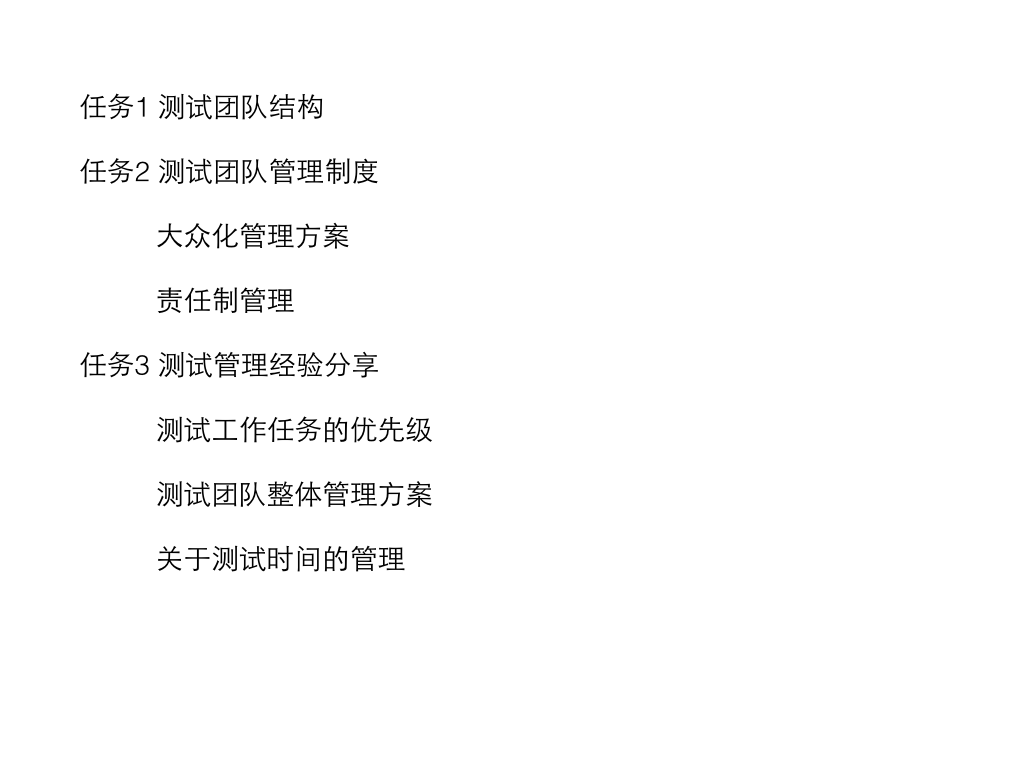 任务1 测试团队结构
任务2 测试团队管理制度
大众化管理方案
责任制管理
任务3 测试管理经验分享
测试工作任务的优先级
测试团队整体管理方案
关于测试时间的管理